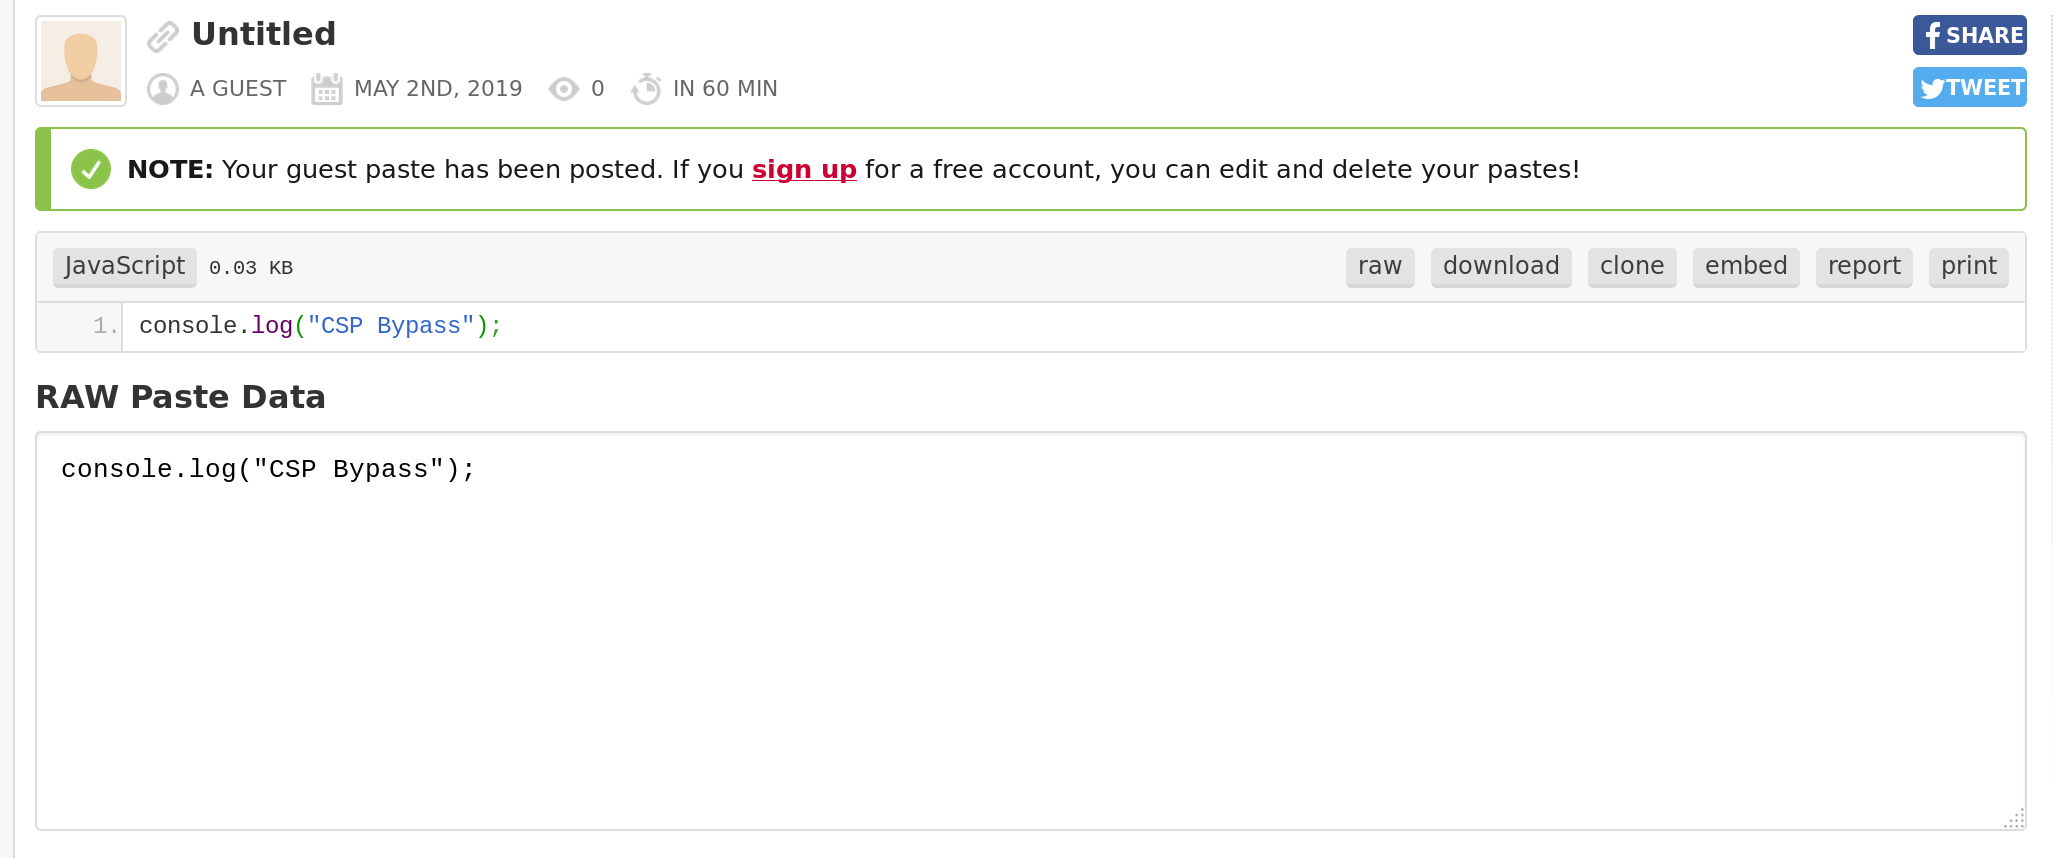 Untitled
SHARE
A GUEST MAY 2ND, 2019 0 IN 60 MIN
TWEET
NOTE: Your guest paste has been posted. If you sign up for a free account, you can edit and delete your pastes!
JavaScript 0.03 KB raw download clone embed report print
1. console.log("CSP Bypass");
RAW Paste Data
console.log("CSP Bypass");